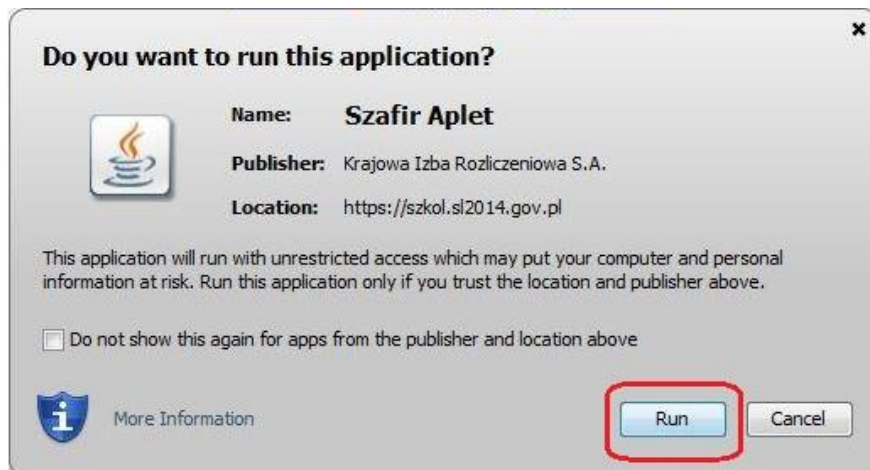 Do you want to run this application?
Name: Szafir Aplet
Publisher: Krajowa Izba Rozliczeniowa S.A.
Location: https://szkol.sl2014.gov.pl
This application will run with unrestricted access which may put your computer and personal
information at risk. Run this application only if you trust the location and publisher above.
Do not show this again for apps from the publisher and location above
More Information
Run
Cancel